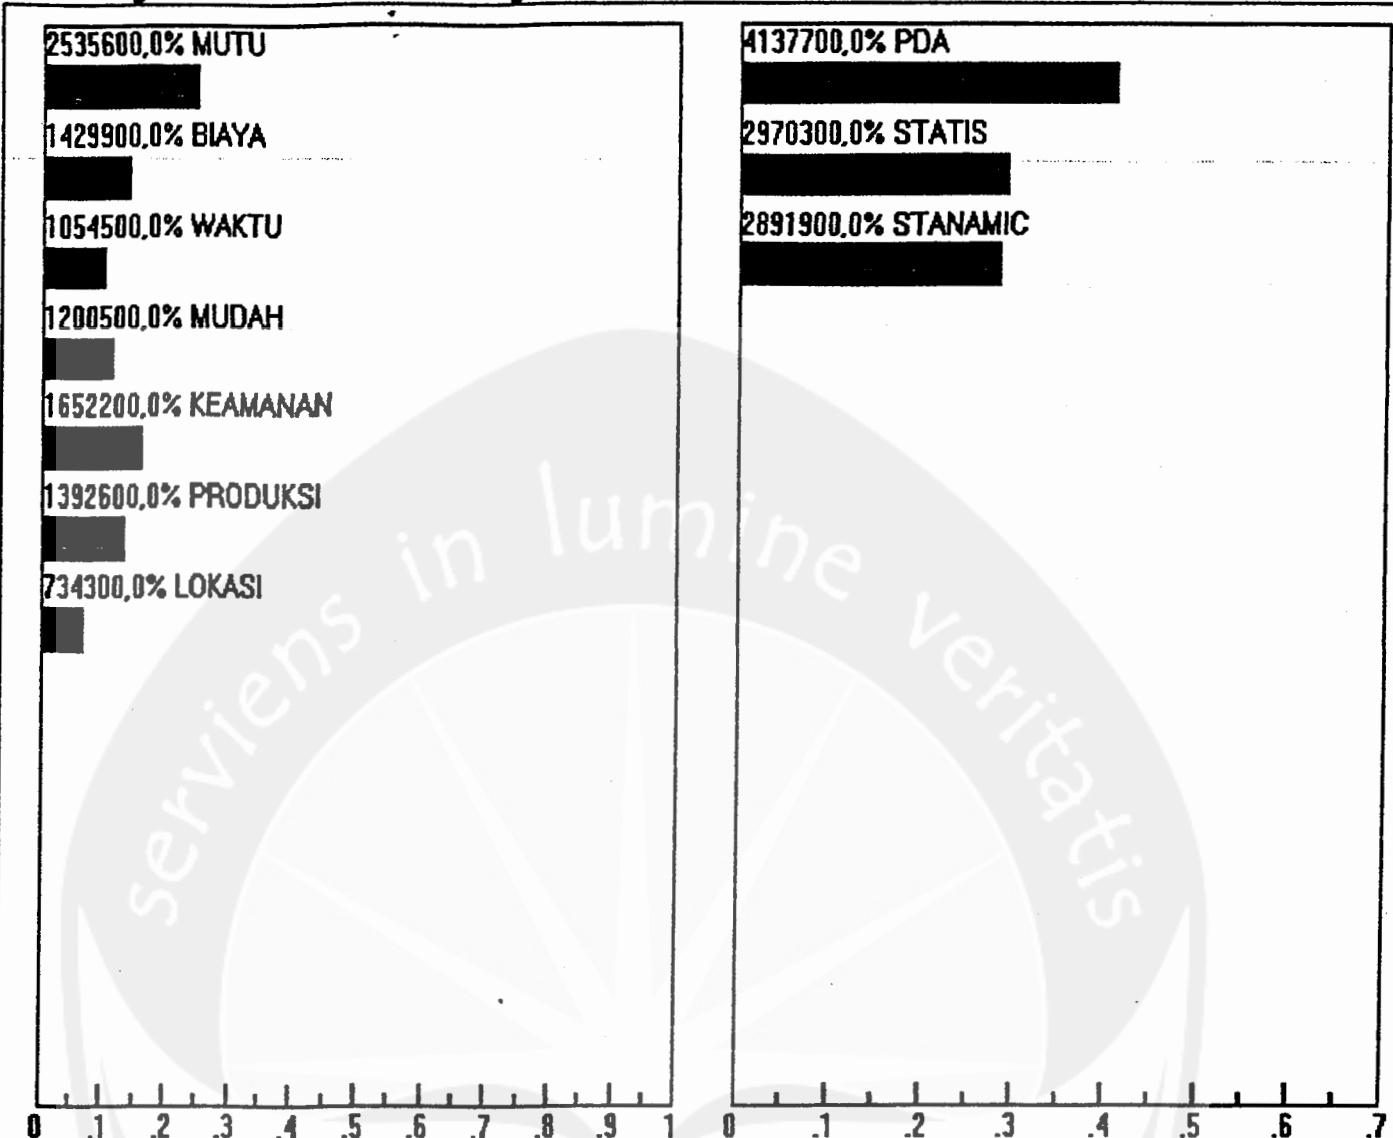 2535600,0% MUTU
1429900,0% BIAYA
1054500,0% WAKTU
1200500,0% MUDAH
1652200,0% KEAMANAN
1392600,0% PRODUKSI
734300,0% LOKASI
0 .1 .2 .3 .4 .5 .6 .7 .8 .9 1
4137700,0% PDA
2970300,0% STATIS
2891900,0% STANAMIC
0 .1 .2 .3 .4 .5 .6 .7
serviens in lumine veritatis